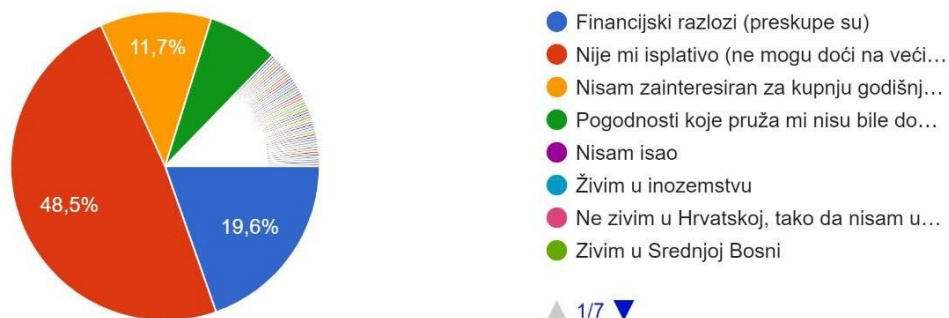 11,7%
48,5%
19,6%
Financijski razlozi (preskupe su)
Nije mi isplativo (ne mogu doći na veći…
Nisam zainteresiran za kupnju godišnj…
Pogodnosti koje pruža mi nisu bile do…
Nisam isao
Živim u inozemstvu
Ne zivim u Hrvatskoj, tako da nisam u…
Zivim u Srednjoj Bosni
1/7